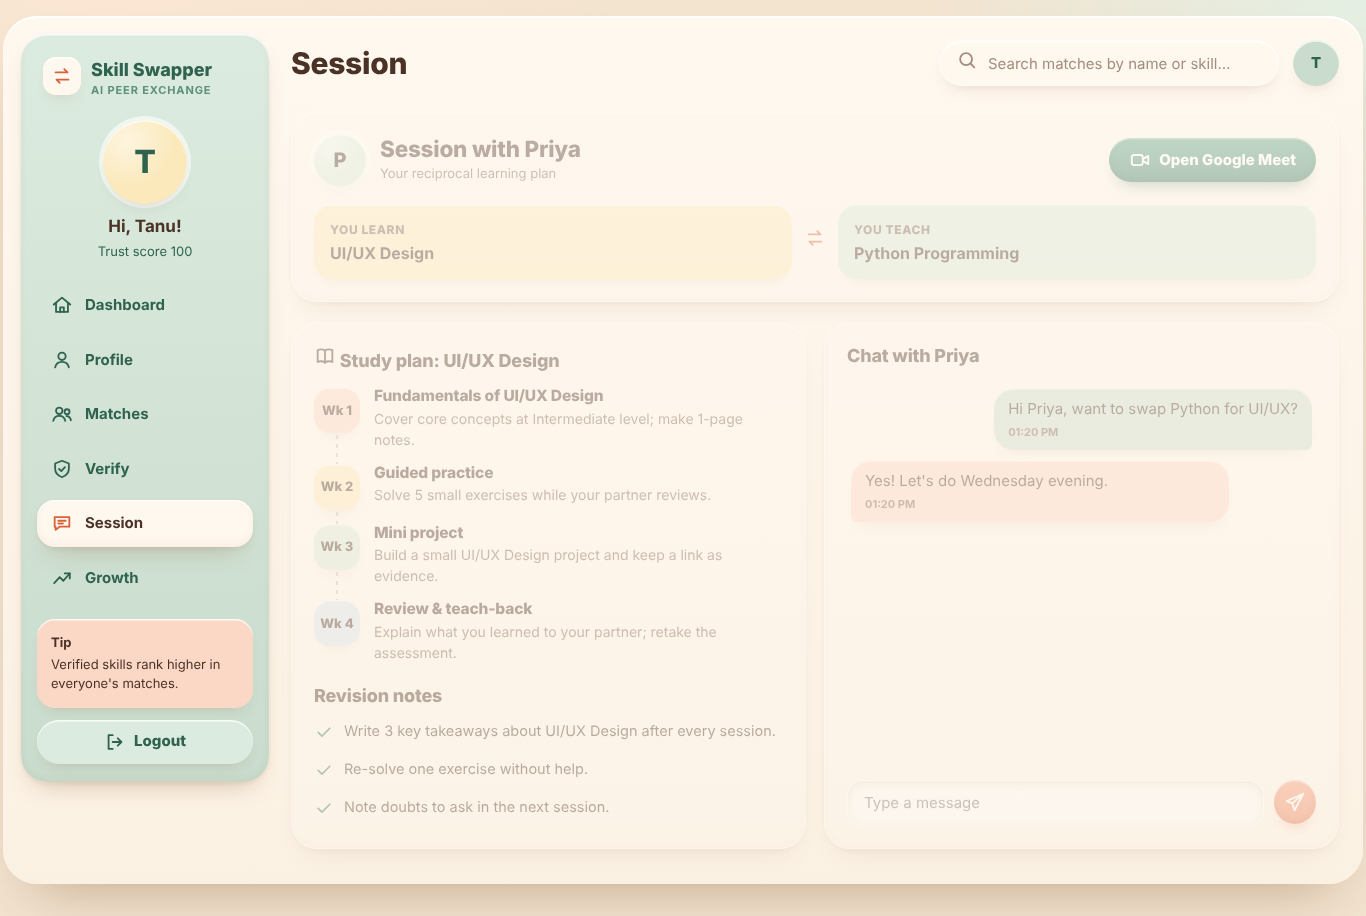 Skill Swapper
AI PEER EXCHANGE
T
Hi, Tanu!
Trust score 100
Dashboard
Profile
Matches
Verify
Session
Growth
Tip
Verified skills rank higher in
everyone's matches.
Logout
Session
Search matches by name or skill...
T
P
Session with Priya
Your reciprocal learning plan
Open Google Meet
YOU LEARN
UI/UX Design
YOU TEACH
Python Programming
Study plan: UI/UX Design
Wk 1
Fundamentals of UI/UX Design
Cover core concepts at Intermediate level; make 1-page
notes.
Wk 2
Guided practice
Solve 5 small exercises while your partner reviews.
Wk 3
Mini project
Build a small UI/UX Design project and keep a link as
evidence.
Wk 4
Review & teach-back
Explain what you learned to your partner; retake the
assessment.
Revision notes
Write 3 key takeaways about UI/UX Design after every session.
Re-solve one exercise without help.
Note doubts to ask in the next session.
Chat with Priya
Hi Priya, want to swap Python for UI/UX?
01:20 PM
Yes! Let's do Wednesday evening.
01:20 PM
Type a message